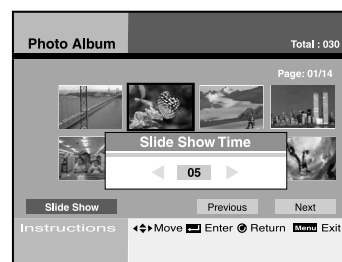 Photo Album
Total : 030
Page: 01/14
Slide Show Time
05
Slide Show Previous Next
Instructions Move Enter Return Menu Exit